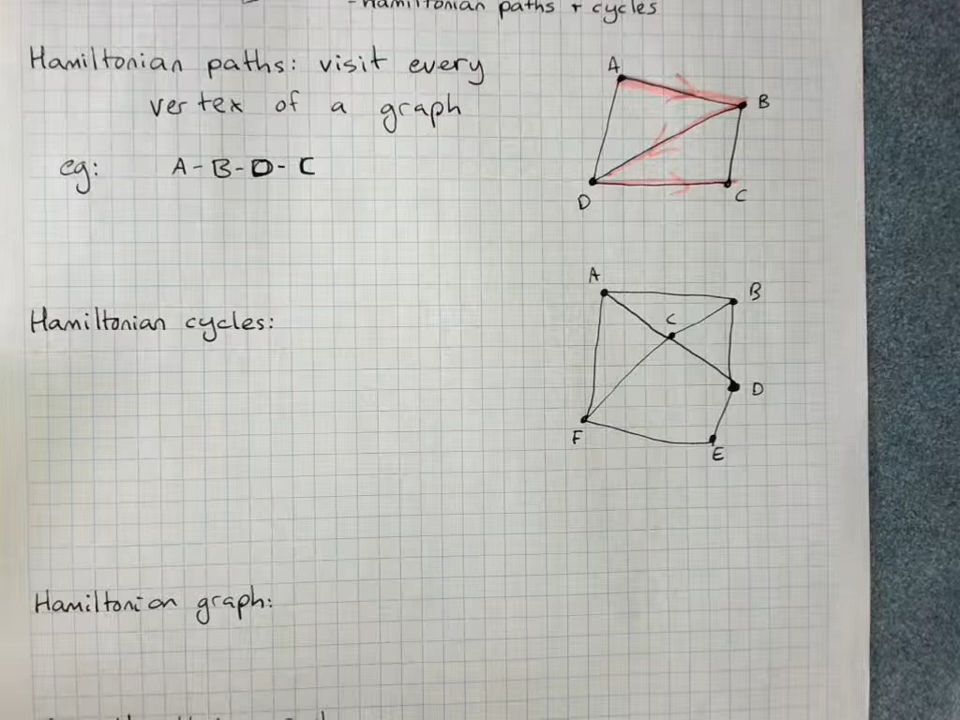 -Hamiltonian paths + cycles
Hamiltonian paths: visit every
vertex of a graph
eg: A-B-D-C
A
B
D
C
Hamiltonian cycles:
A
B
C
D
F
E
Hamiltonian graph: